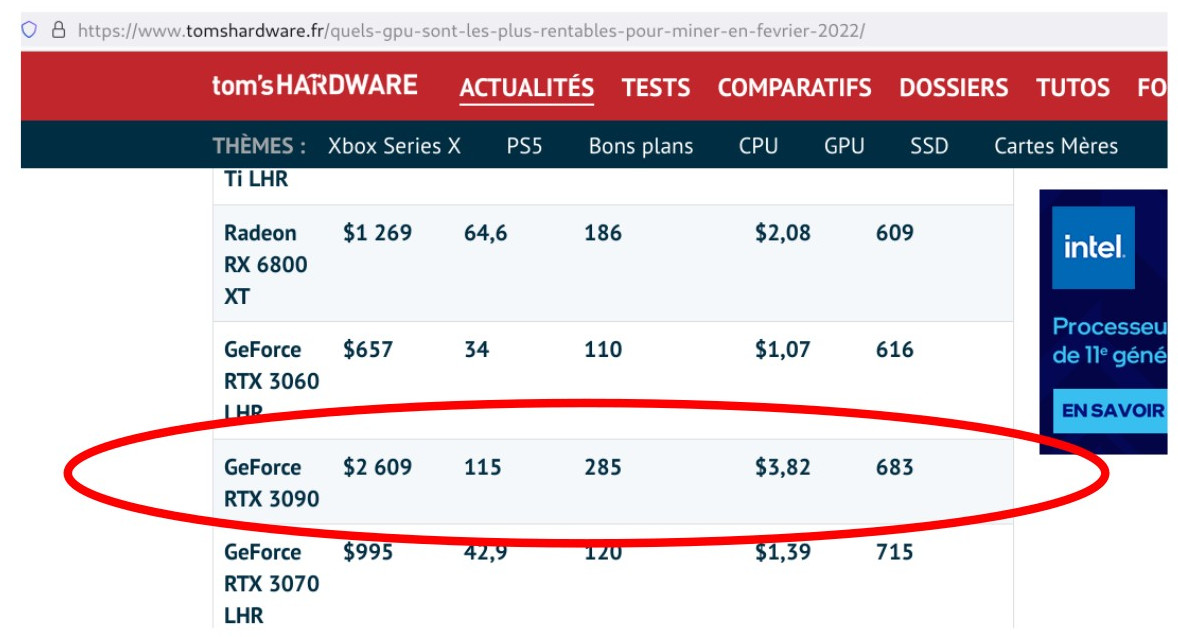 https://www.tomshardware.fr/quels-gpu-sont-les-plus-rentables-pour-miner-en-fevrier-2022/
tom'sHARDWARE ACTUALITÉS TESTS COMPARATIFS DOSSIERS TUTOS FO
THÈMES : Xbox Series X PS5 Bons plans CPU GPU SSD Cartes Mères
Ti LHR
Radeon $1 269 64,6 186 $2,08 609
RX 6800
XT
GeForce $657 34 110 $1,07 616
RTX 3060
LHR
GeForce $2 609 115 285 $3,82 683
RTX 3090
GeForce $995 42,9 120 $1,39 715
RTX 3070
LHR
intel.
Processeu
de 11e géné
EN SAVOIR